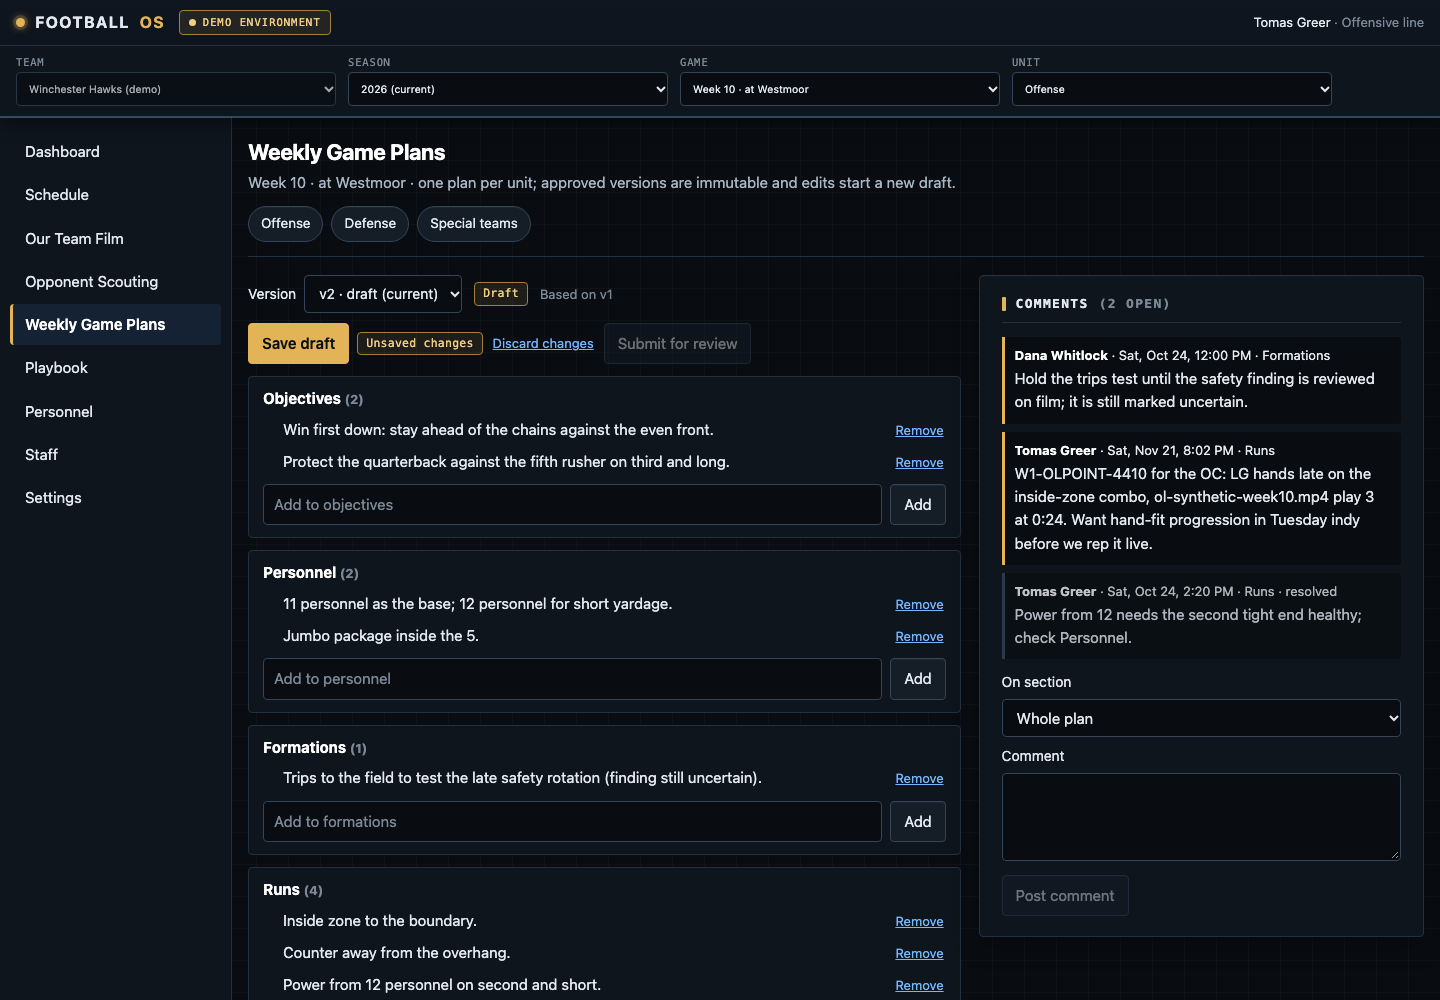 FOOTBALL OS
DEMO ENVIRONMENT
Tomas Greer · Offensive line
TEAM
Winchester Hawks (demo)
SEASON
2026 (current)
GAME
Week 10 · at Westmoor
UNIT
Offense
Dashboard
Schedule
Our Team Film
Opponent Scouting
Weekly Game Plans
Playbook
Personnel
Staff
Settings
Weekly Game Plans
Week 10 · at Westmoor · one plan per unit; approved versions are immutable and edits start a new draft.
Offense
Defense
Special teams
Version
v2 · draft (current)
Draft
Based on v1
Save draft
Unsaved changes
Discard changes
Submit for review
Objectives (2)
Win first down: stay ahead of the chains against the even front.
Remove
Protect the quarterback against the fifth rusher on third and long.
Remove
Add to objectives
Add
Personnel (2)
11 personnel as the base; 12 personnel for short yardage.
Remove
Jumbo package inside the 5.
Remove
Add to personnel
Add
Formations (1)
Trips to the field to test the late safety rotation (finding still uncertain).
Remove
Add to formations
Add
Runs (4)
Inside zone to the boundary.
Remove
Counter away from the overhang.
Remove
Power from 12 personnel on second and short.
Remove
COMMENTS (2 OPEN)
Dana Whitlock · Sat, Oct 24, 12:00 PM · Formations
Hold the trips test until the safety finding is reviewed
on film; it is still marked uncertain.
Tomas Greer · Sat, Nov 21, 8:02 PM · Runs
W1-OLPOINT-4410 for the OC: LG hands late on the
inside-zone combo, ol-synthetic-week10.mp4 play 3
at 0:24. Want hand-fit progression in Tuesday indy
before we rep it live.
Tomas Greer · Sat, Oct 24, 2:20 PM · Runs · resolved
Power from 12 needs the second tight end healthy;
check Personnel.
On section
Whole plan
Comment
Post comment